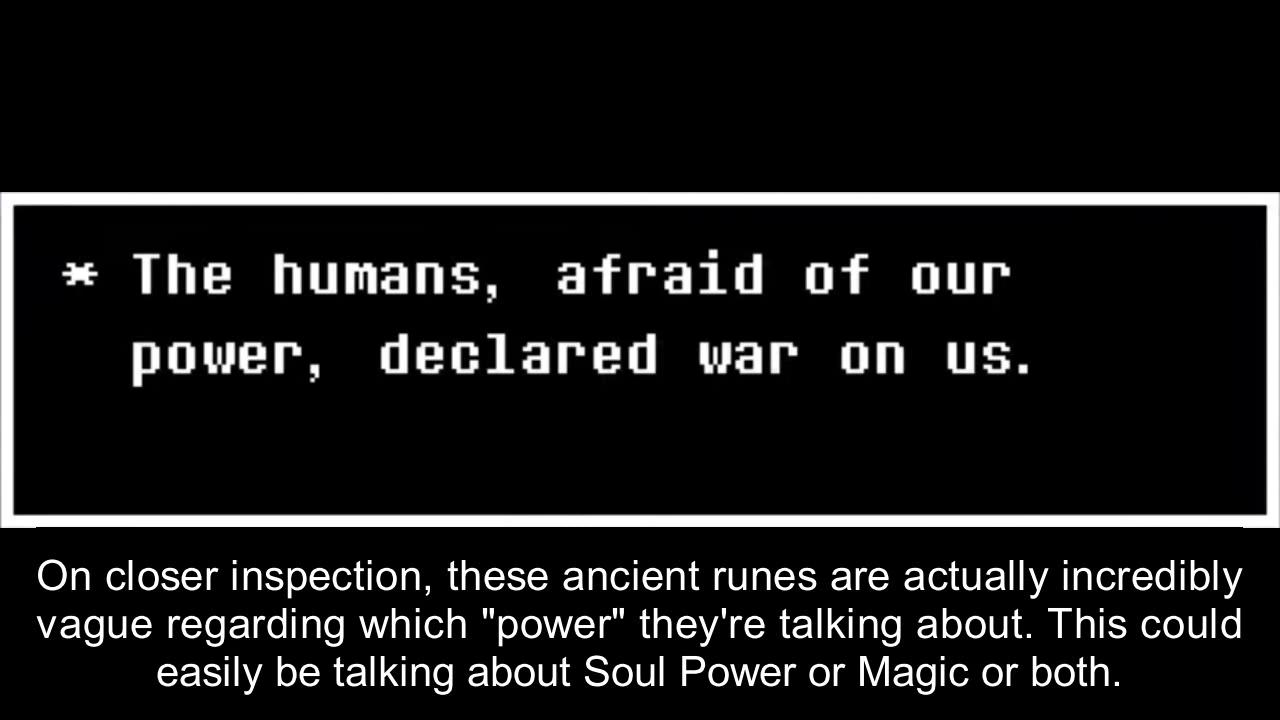 * The humans, afraid of our
power, declared war on us.
On closer inspection, these ancient runes are actually incredibly
vague regarding which "power" they're talking about. This could
easily be talking about Soul Power or Magic or both.